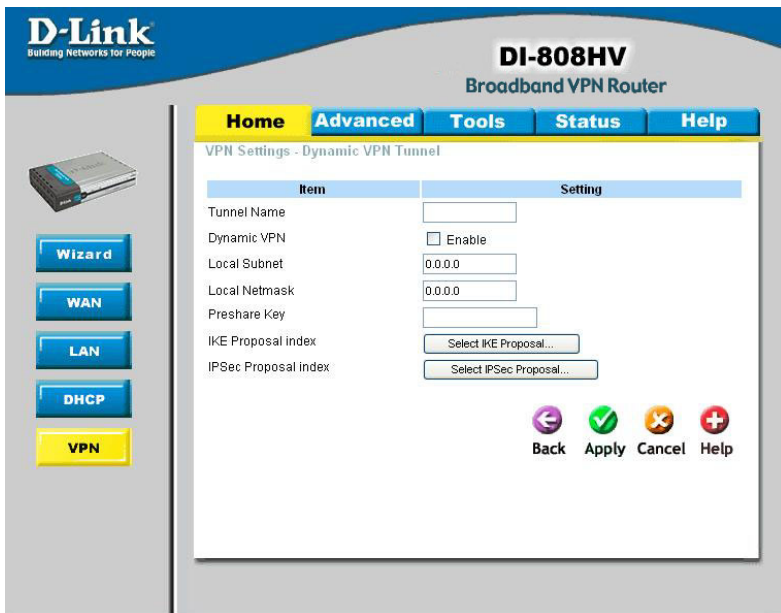 D-Link
Building Networks for People
DI-808HV
Broadband VPN Router
Home Advanced Tools Status Help
VPN Settings - Dynamic VPN Tunnel
Item Setting
Tunnel Name
Dynamic VPN Enable
Local Subnet 0.0.0.0
Local Netmask 0.0.0.0
Preshare Key
IKE Proposal index Select IKE Proposal...
IPSec Proposal index Select IPSec Proposal...
Back Apply Cancel Help
Wizard
WAN
LAN
DHCP
VPN